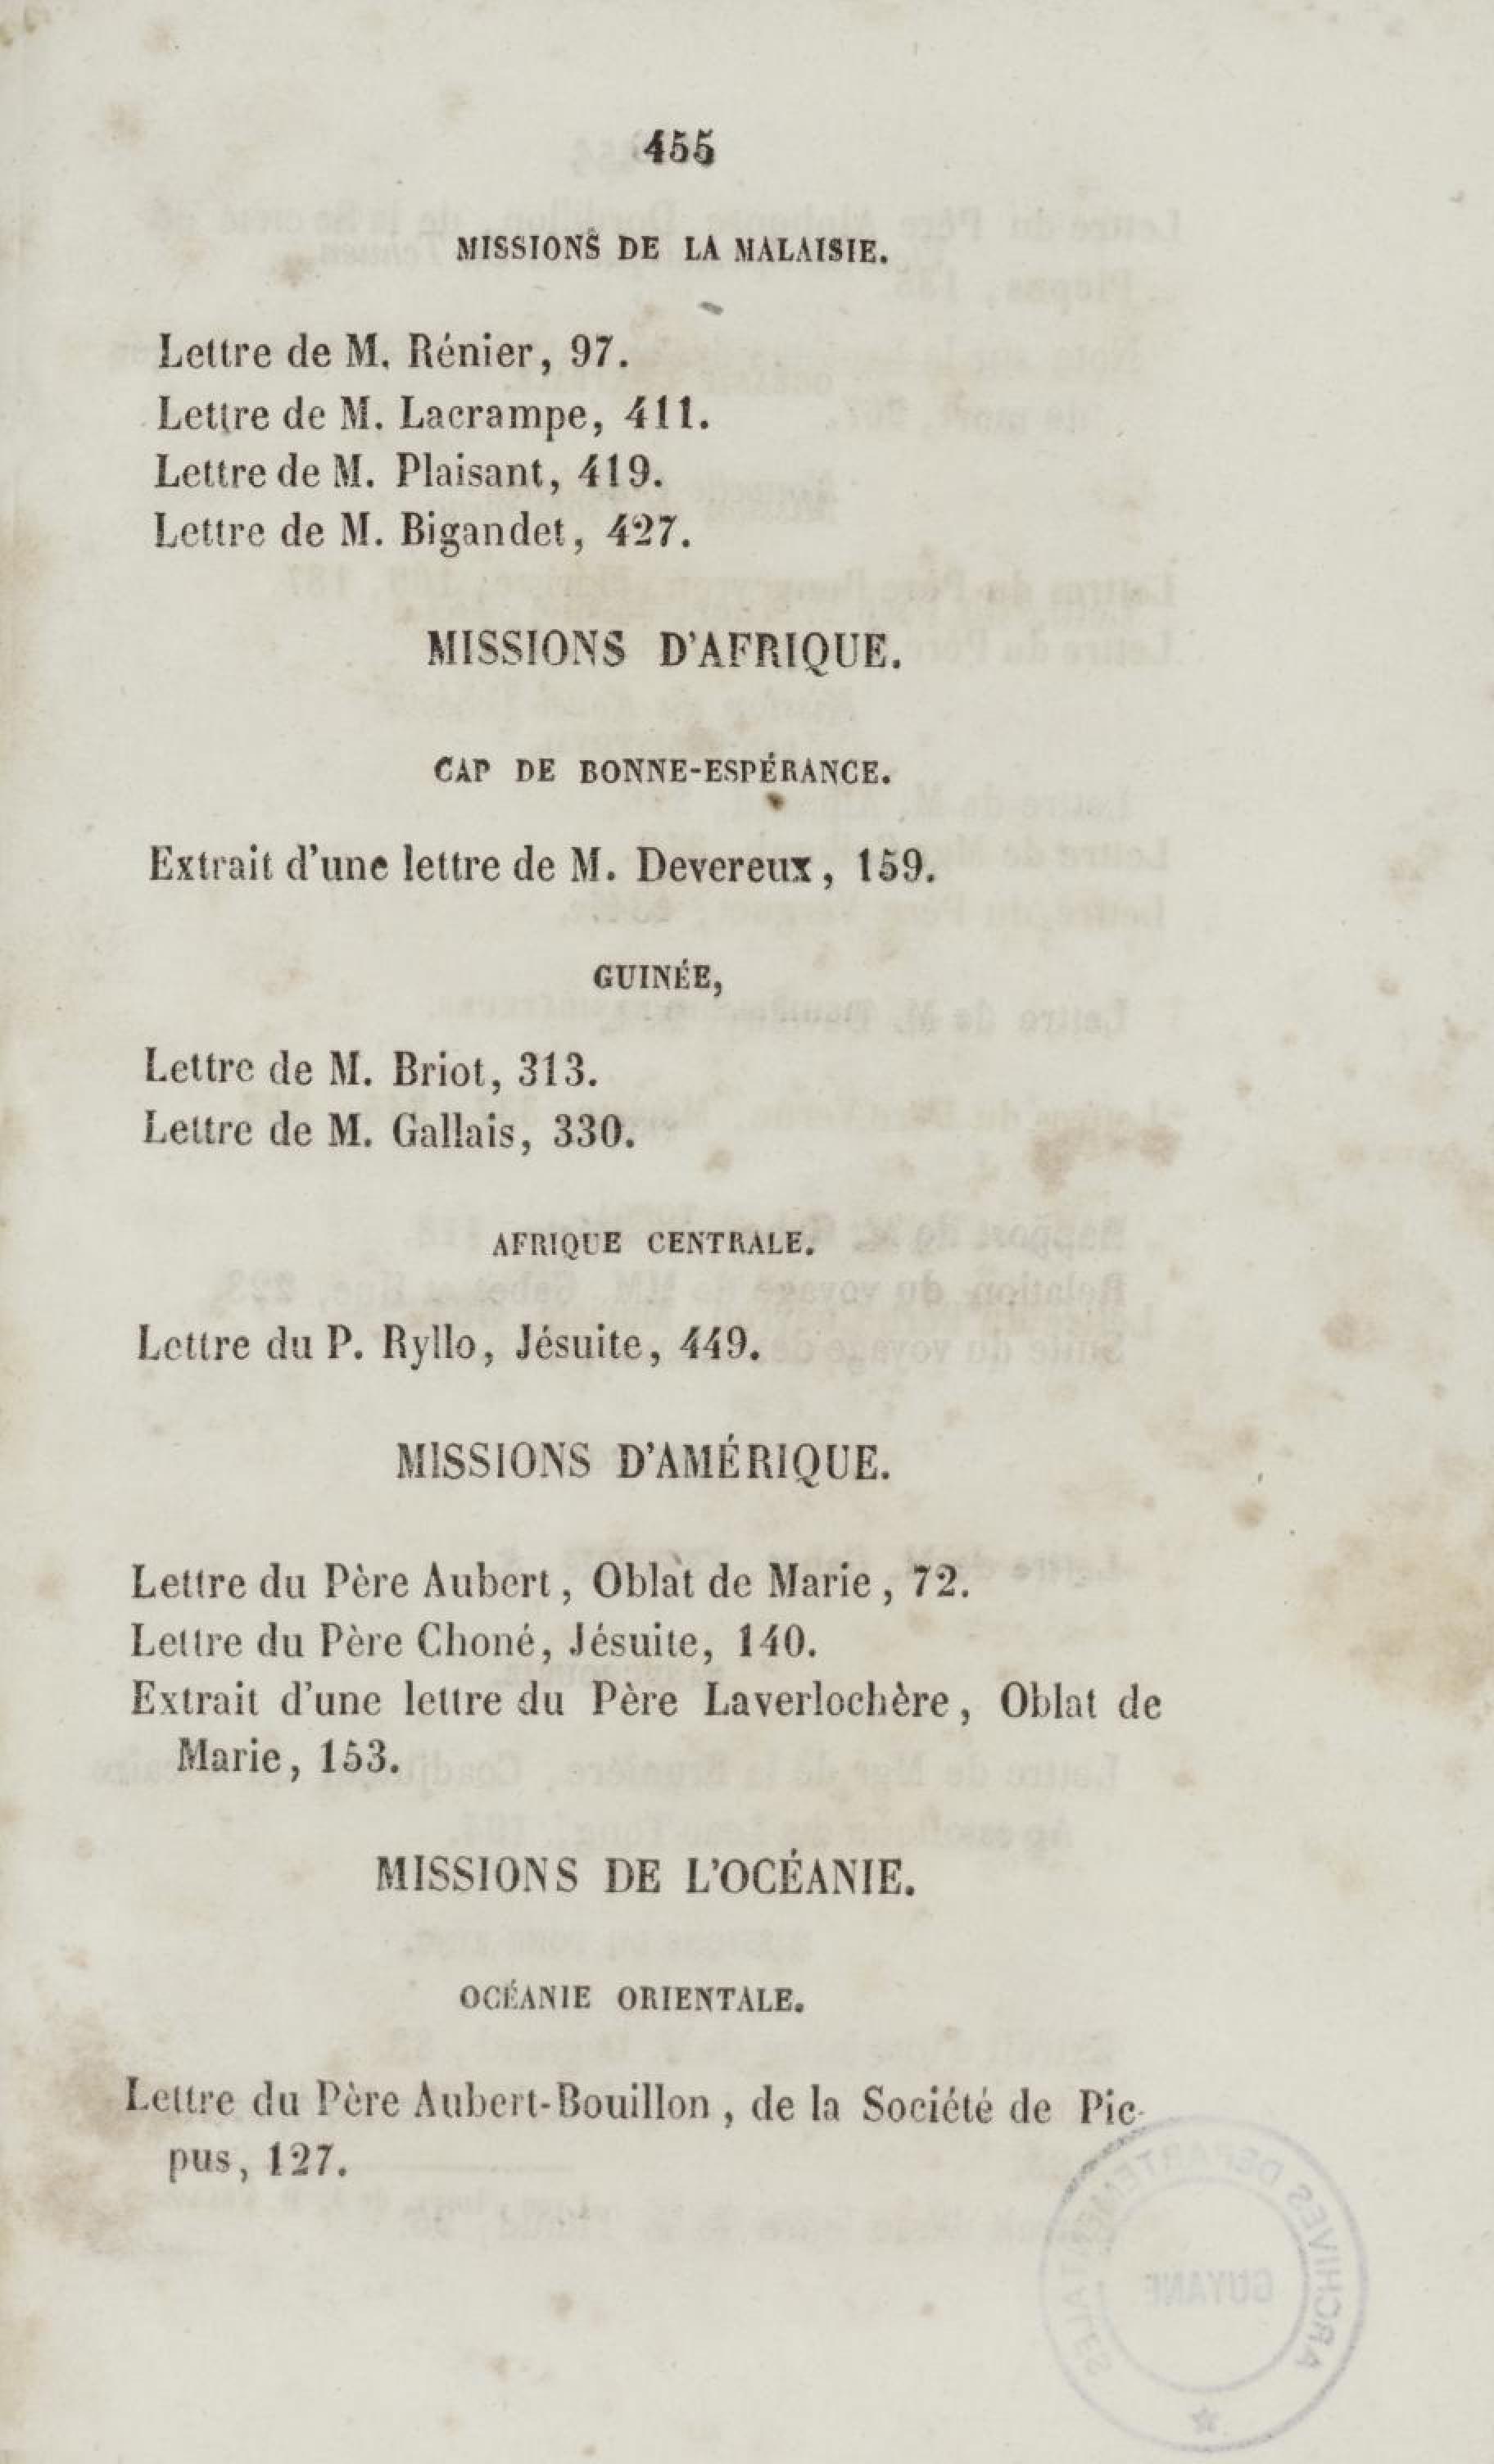 455
MISSIONS DE LA MALAISIE.
Lettre de M. Rénier, 97.
Lettre de M. Lacrampe, 411.
Lettre de M. Plaisant, 419.
Lettre de M. Bigandet, 427.
MISSIONS D'AFRIQUE.
CAP DE BONNE-ESPÉRANCE.
Extrait d'une lettre de M. Devereux, 159.
GUINÉE,
Lettre de M. Briot, 313.
Lettre de M. Gallais, 330.
AFRIQUE CENTRALE.
Lettre du P. Ryllo, Jésuite, 449.
MISSIONS D'AMÉRIQUE.
Lettre du Père Aubert, Oblat de Marie, 72.
Lettre du Père Choné, Jésuite, 140.
Extrait d'une lettre du Père Laverlochère, Oblat de
Marie, 153.
MISSIONS DE L'OCÉANIE.
OCÉANIE ORIENTALE.
Lettre du Père Aubert-Bouillon, de la Société de Pic-
pus, 127.
ARCHIVES DÉPARTEMENTALES
GUYANE